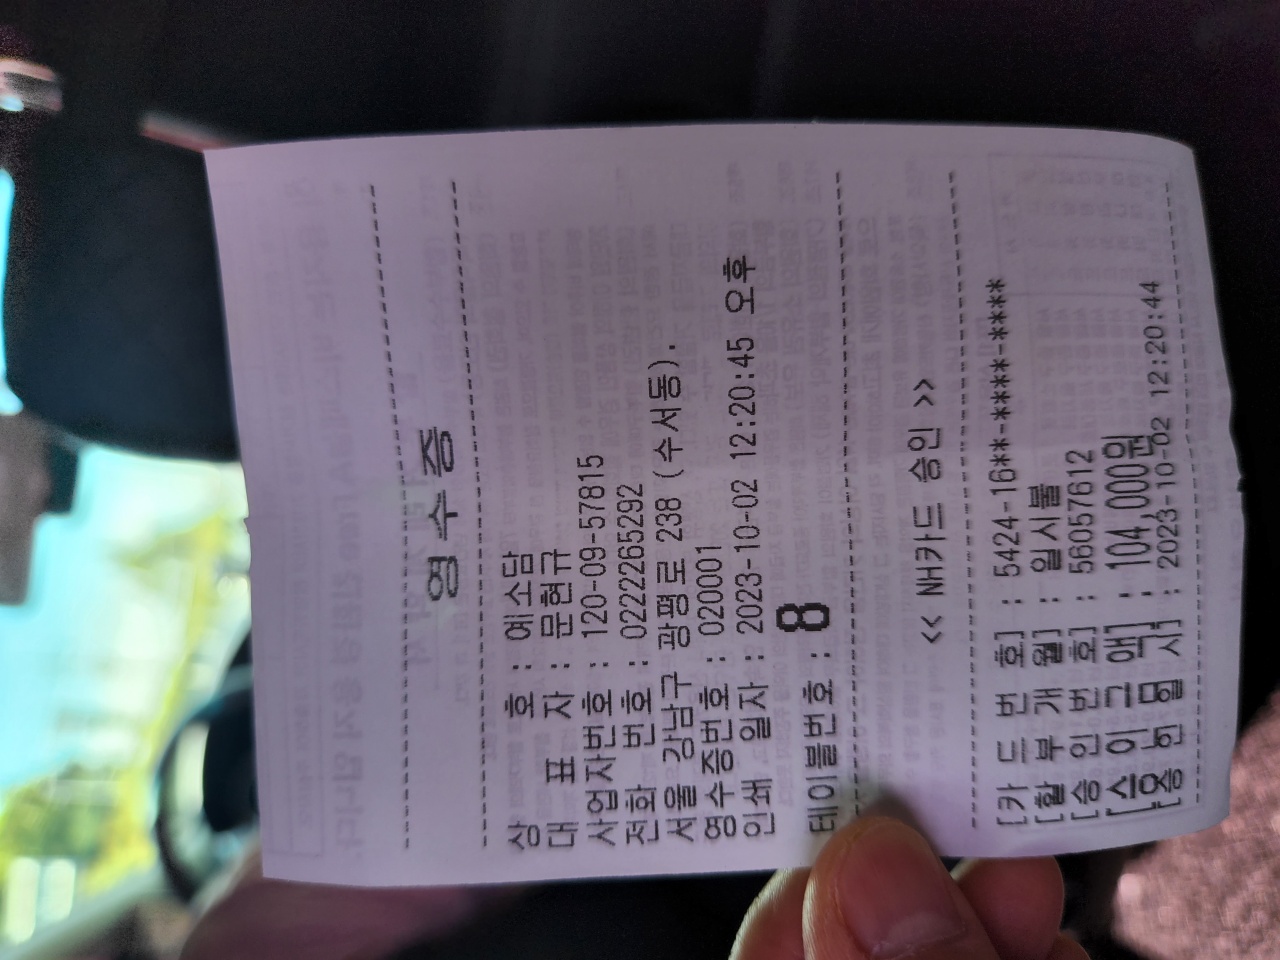 영 수 증
상 호 : 예소담
대 표 자 : 문현규
사업자번호 : 120-09-57815
전화 번호 : 0222265292
서울 강남구 광평로 238 (수서동).
영수증번호 : 020001
인쇄 일자 : 2023-10-02 12:20:45 오후
테이블번호 : 8
<< NH카드 승인 >>
[카 드 번 호] : 5424-16**-****-****
[할 부 개 월] : 일시불
[승 인 번 호] : 56057612
[승 인 금 액] : 104,000원
[승 인 일 시] : 2023-10-02 12:20:44